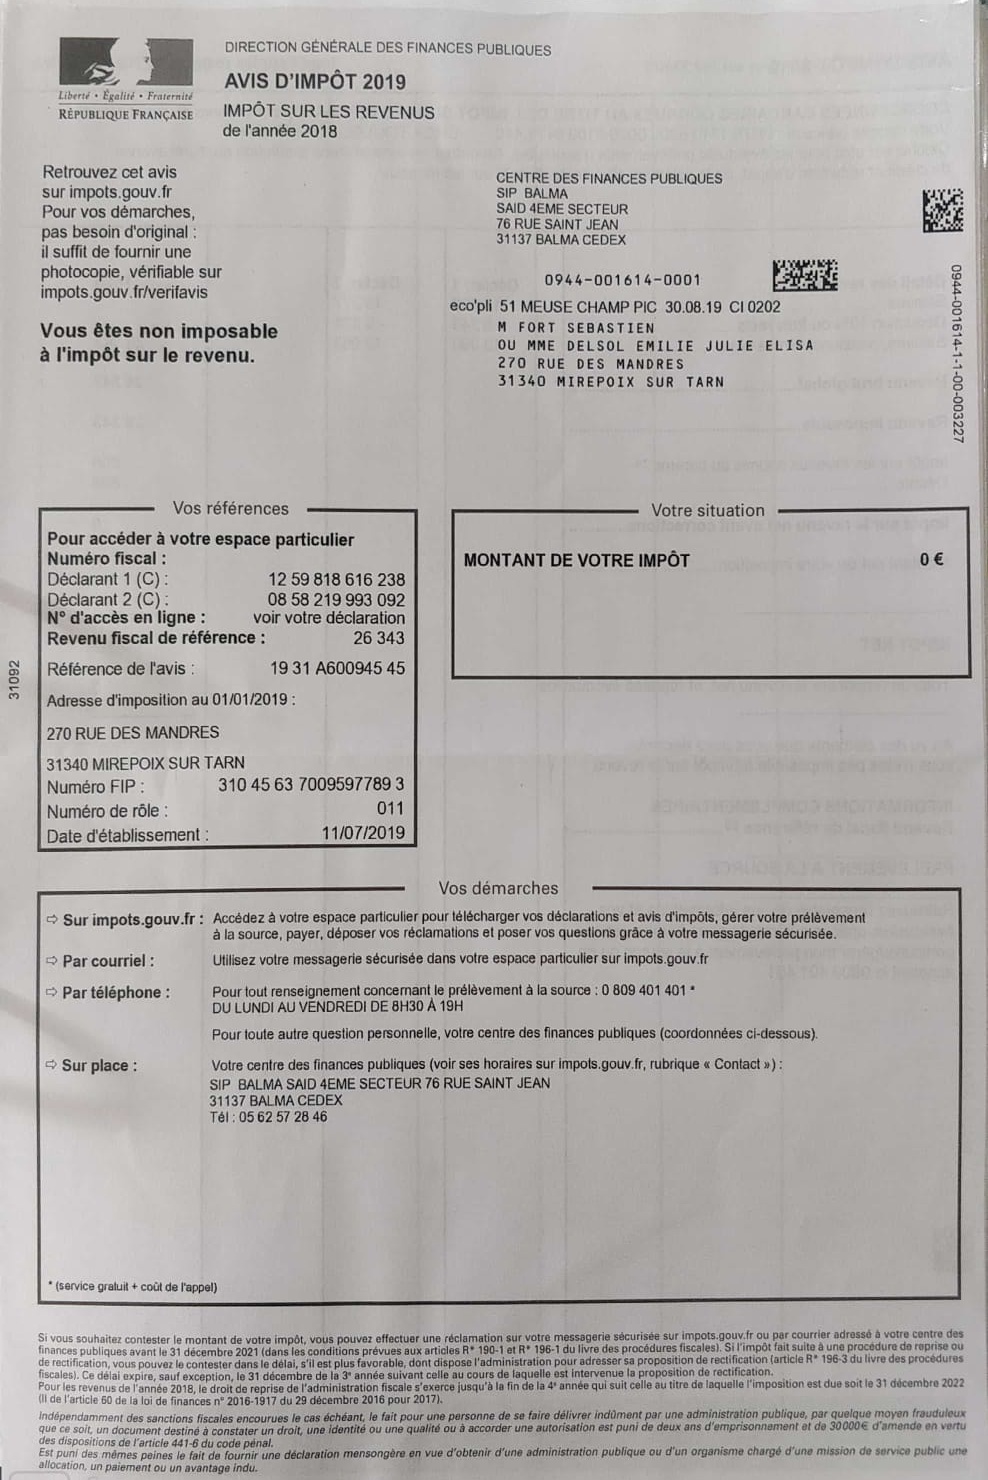 DIRECTION GÉNÉRALE DES FINANCES PUBLIQUES
AVIS D'IMPÔT 2019
IMPÔT SUR LES REVENUS
de l'année 2018
Liberté • Égalité • Fraternité
RÉPUBLIQUE FRANÇAISE
Retrouvez cet avis
sur impots.gouv.fr
Pour vos démarches,
pas besoin d'original :
il suffit de fournir une
photocopie, vérifiable sur
impots.gouv.fr/verifavis
Vous êtes non imposable
à l'impôt sur le revenu.
CENTRE DES FINANCES PUBLIQUES
SIP BALMA
SAID 4EME SECTEUR
76 RUE SAINT JEAN
31137 BALMA CEDEX
0944-001614-0001
eco'pli 51 MEUSE CHAMP PIC 30.08.19 CI 0202
M FORT SEBASTIEN
OU MME DELSOL EMILIE JULIE ELISA
270 RUE DES MANDRES
31340 MIREPOIX SUR TARN
0944-001614-1-1-00-003227
Vos références
Pour accéder à votre espace particulier
Numéro fiscal :
Déclarant 1 (C) : 12 59 818 616 238
Déclarant 2 (C) : 08 58 219 993 092
N° d'accès en ligne : voir votre déclaration
Revenu fiscal de référence : 26 343
Référence de l'avis : 19 31 A600945 45
Adresse d'imposition au 01/01/2019 :
270 RUE DES MANDRES
31340 MIREPOIX SUR TARN
Numéro FIP : 310 45 63 7009597789 3
Numéro de rôle : 011
Date d'établissement : 11/07/2019
31092
Votre situation
MONTANT DE VOTRE IMPÔT 0 €
Vos démarches
⇨ Sur impots.gouv.fr : Accédez à votre espace particulier pour télécharger vos déclarations et avis d'impôts, gérer votre prélèvement
à la source, payer, déposer vos réclamations et poser vos questions grâce à votre messagerie sécurisée.
⇨ Par courriel : Utilisez votre messagerie sécurisée dans votre espace particulier sur impots.gouv.fr
⇨ Par téléphone : Pour tout renseignement concernant le prélèvement à la source : 0 809 401 401 *
DU LUNDI AU VENDREDI DE 8H30 À 19H
Pour toute autre question personnelle, votre centre des finances publiques (coordonnées ci-dessous).
⇨ Sur place : Votre centre des finances publiques (voir ses horaires sur impots.gouv.fr, rubrique « Contact ») :
SIP BALMA SAID 4EME SECTEUR 76 RUE SAINT JEAN
31137 BALMA CEDEX
Tél : 05 62 57 28 46
* (service gratuit + coût de l'appel)
Si vous souhaitez contester le montant de votre impôt, vous pouvez effectuer une réclamation sur votre messagerie sécurisée sur impots.gouv.fr ou par courrier adressé à votre centre des
finances publiques avant le 31 décembre 2021 (dans les conditions prévues aux articles R* 190-1 et R* 196-1 du livre des procédures fiscales). Si l'impôt fait suite à une procédure de reprise ou
de rectification, vous pouvez le contester dans le délai, s'il est plus favorable, dont dispose l'administration pour adresser sa proposition de rectification (article R* 196-3 du livre des procédures
fiscales). Ce délai expire, sauf exception, le 31 décembre de la 3e année suivant celle au cours de laquelle est intervenue la proposition de rectification.
Pour les revenus de l'année 2018, le droit de reprise de l'administration fiscale s'exerce jusqu'à la fin de la 4e année qui suit celle au titre de laquelle l'imposition est due soit le 31 décembre 2022
(II de l'article 60 de la loi de finances n° 2016-1917 du 29 décembre 2016 pour 2017).
Indépendamment des sanctions fiscales encourues le cas échéant, le fait pour une personne de se faire délivrer indûment par une administration publique, par quelque moyen frauduleux
que ce soit, un document destiné à constater un droit, une identité ou une qualité ou à accorder une autorisation est puni de deux ans d'emprisonnement et de 30000€ d'amende en vertu
des dispositions de l'article 441-6 du code pénal.
Est puni des mêmes peines le fait de fournir une déclaration mensongère en vue d'obtenir d'une administration publique ou d'un organisme chargé d'une mission de service public une
allocation, un paiement ou un avantage indu.